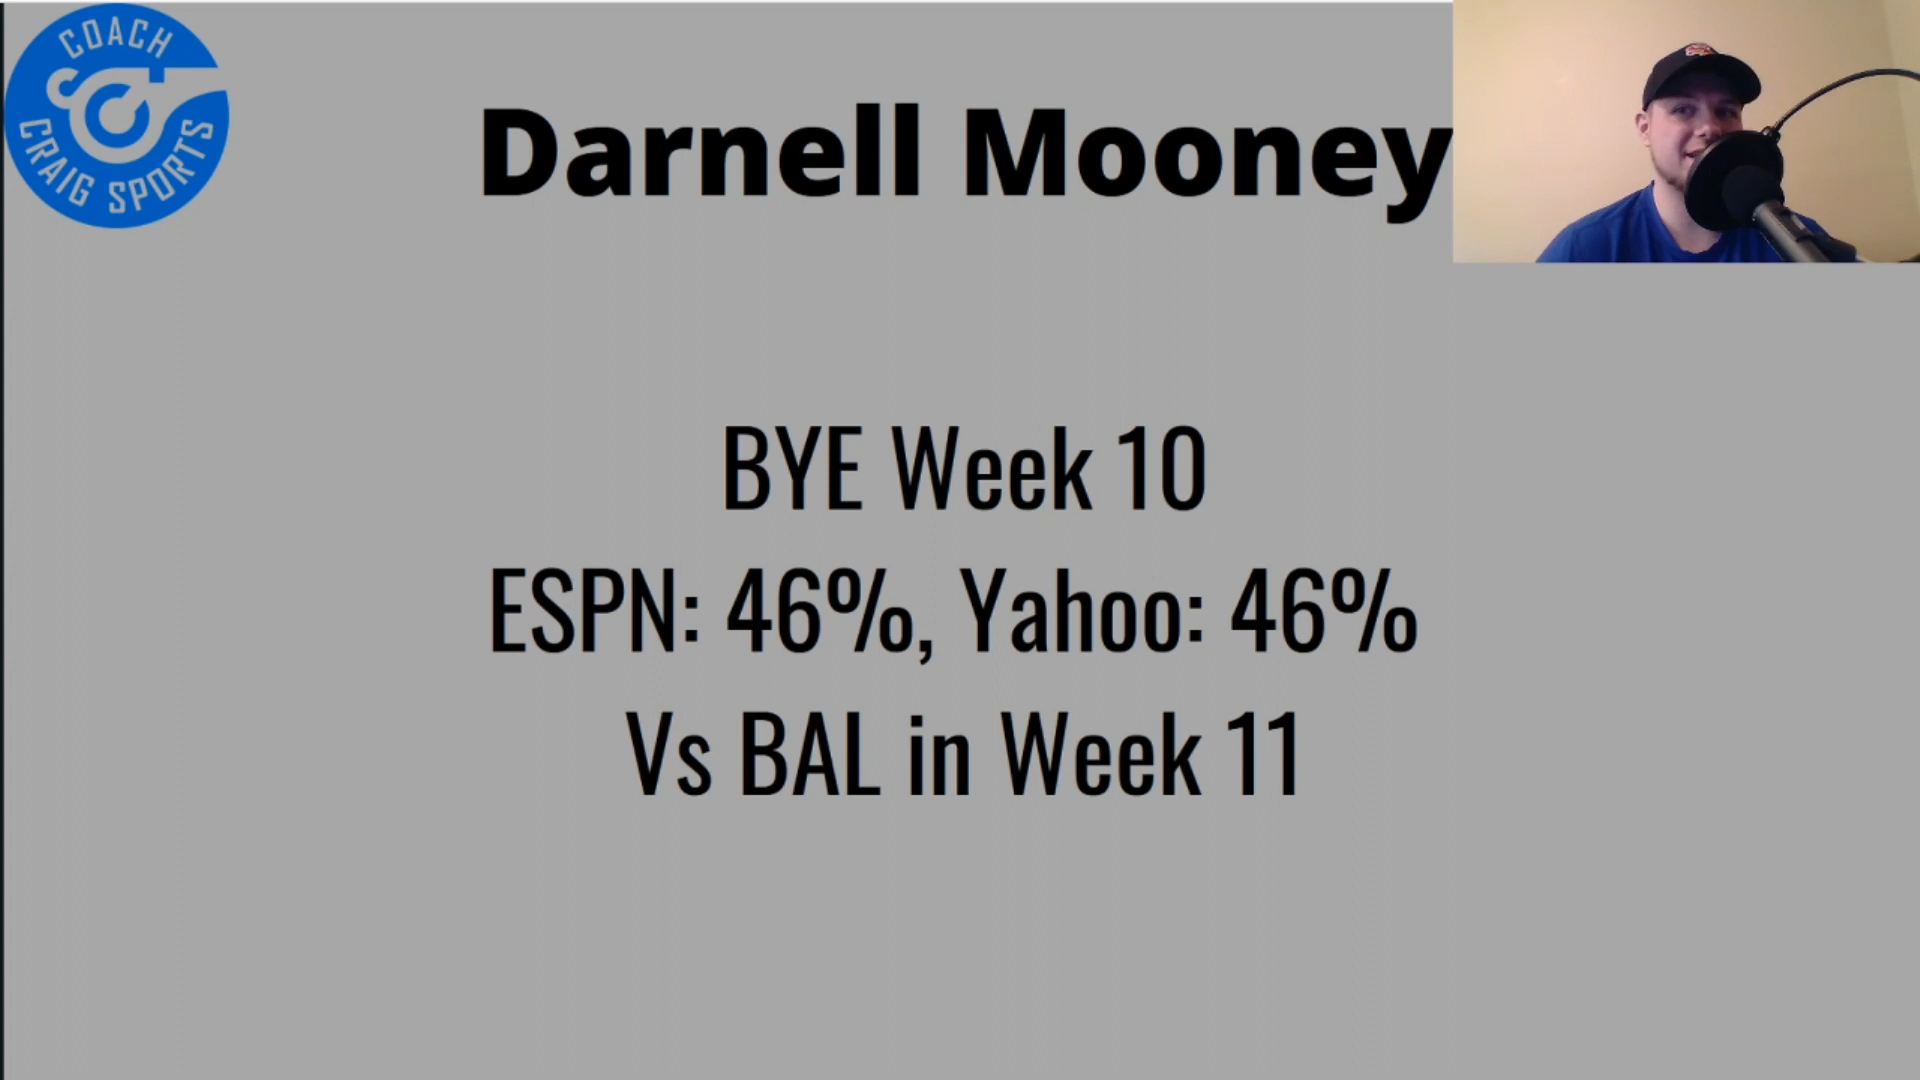 COACH
CRAIG SPORTS
Darnell Mooney
BYE Week 10
ESPN: 46%, Yahoo: 46%
Vs BAL in Week 11